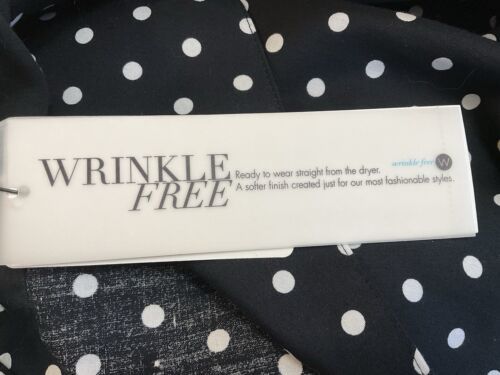 WRINKLE
FREE
Ready to wear straight from the dryer.
A softer finish created just for our most fashionable styles.
wrinkle free W